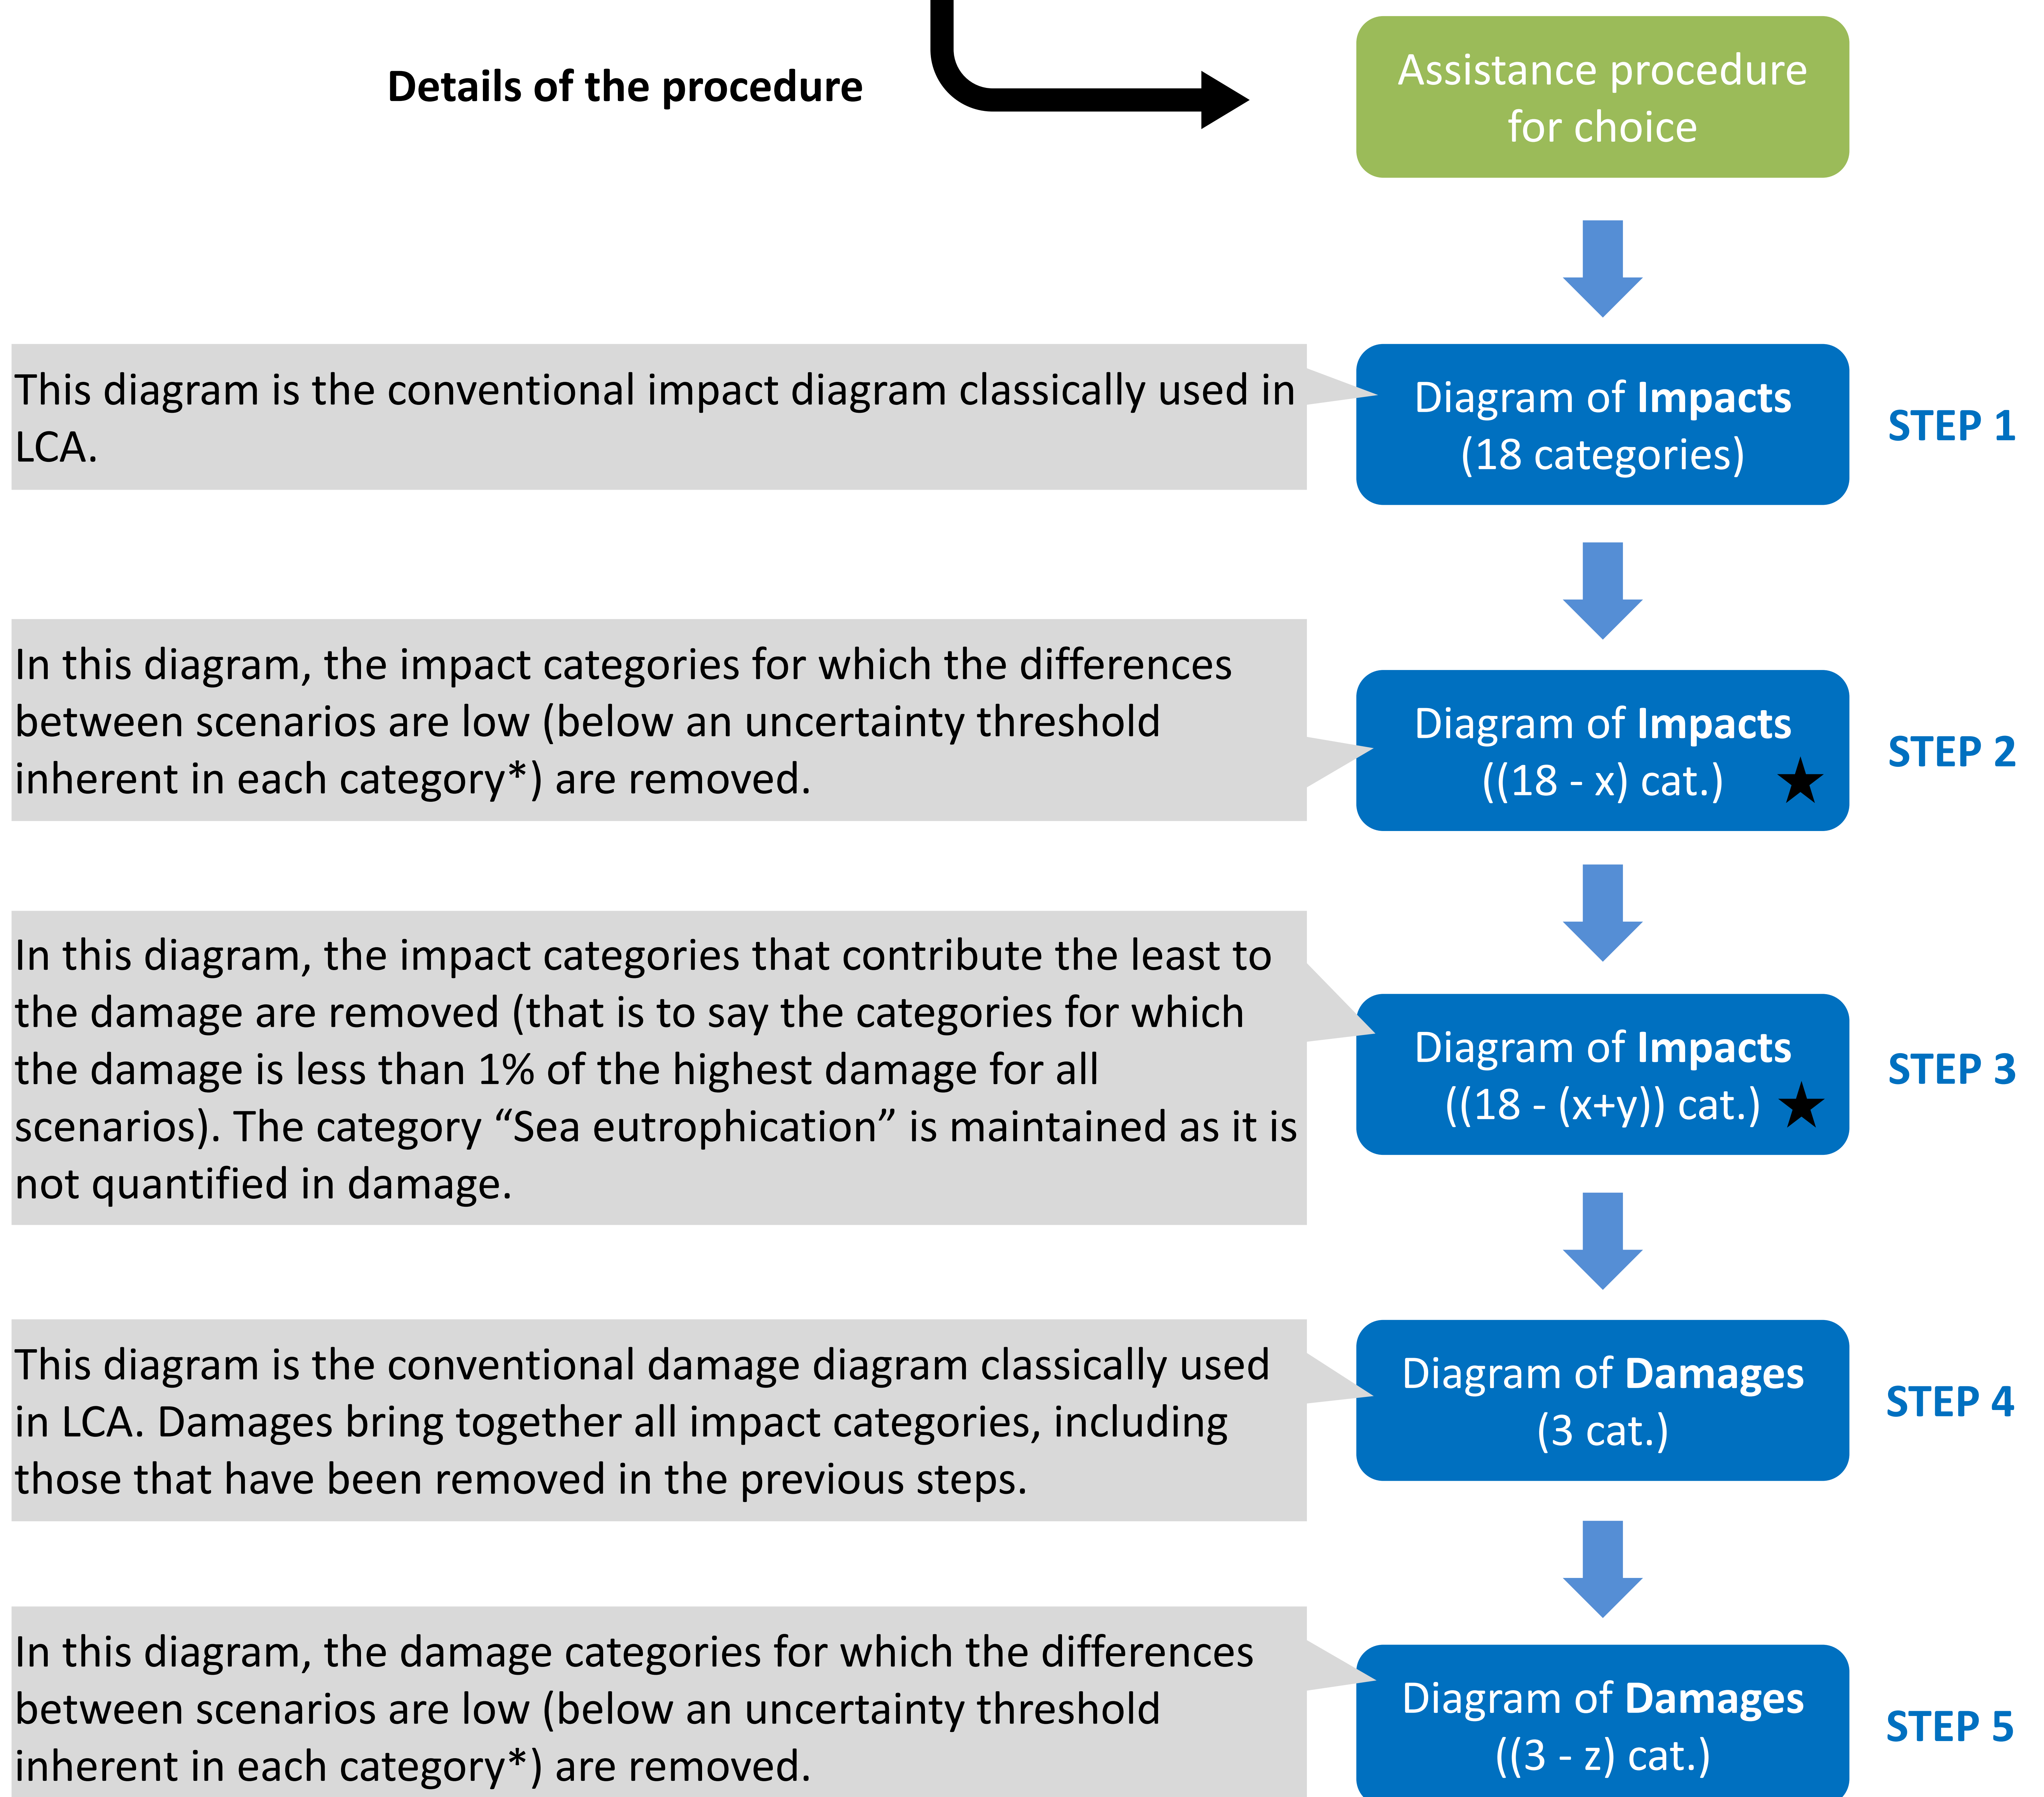 Details of the procedure
Assistance procedure
for choice
This diagram is the conventional impact diagram classically used in
LCA.
Diagram of Impacts
(18 categories)
STEP 1
In this diagram, the impact categories for which the differences
between scenarios are low (below an uncertainty threshold
inherent in each category*) are removed.
Diagram of Impacts
((18 - x) cat.)
STEP 2
In this diagram, the impact categories that contribute the least to
the damage are removed (that is to say the categories for which
the damage is less than 1% of the highest damage for all
scenarios). The category “Sea eutrophication” is maintained as it is
not quantified in damage.
Diagram of Impacts
((18 - (x+y)) cat.)
STEP 3
This diagram is the conventional damage diagram classically used
in LCA. Damages bring together all impact categories, including
those that have been removed in the previous steps.
Diagram of Damages
(3 cat.)
STEP 4
In this diagram, the damage categories for which the differences
between scenarios are low (below an uncertainty threshold
inherent in each category*) are removed.
Diagram of Damages
((3 - z) cat.)
STEP 5